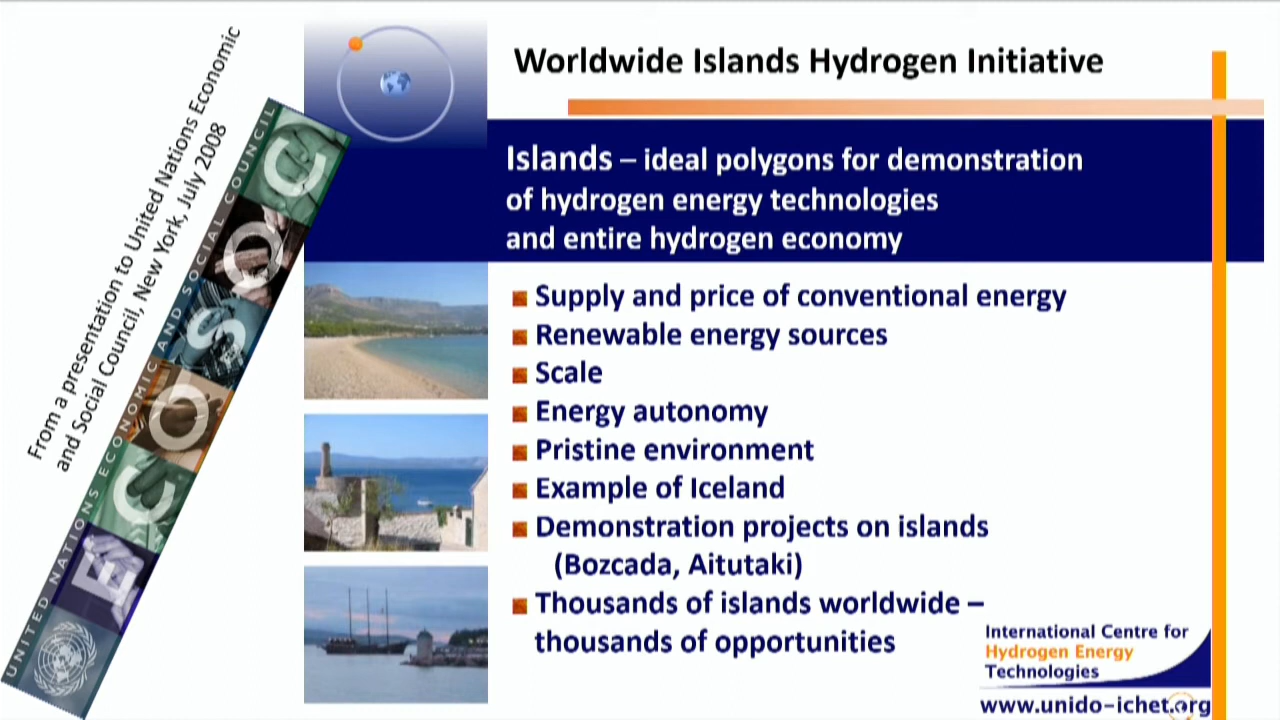 From a presentation to United Nations Economic
and Social Council, New York, July 2008
UNITED NATIONS ECONOMIC AND SOCIAL COUNCIL
ECOSOC
Worldwide Islands Hydrogen Initiative
Islands – ideal polygons for demonstration
of hydrogen energy technologies
and entire hydrogen economy
Supply and price of conventional energy
Renewable energy sources
Scale
Energy autonomy
Pristine environment
Example of Iceland
Demonstration projects on islands
(Bozcada, Aitutaki)
Thousands of islands worldwide –
thousands of opportunities
International Centre for
Hydrogen Energy
Technologies
www.unido-ichet.org